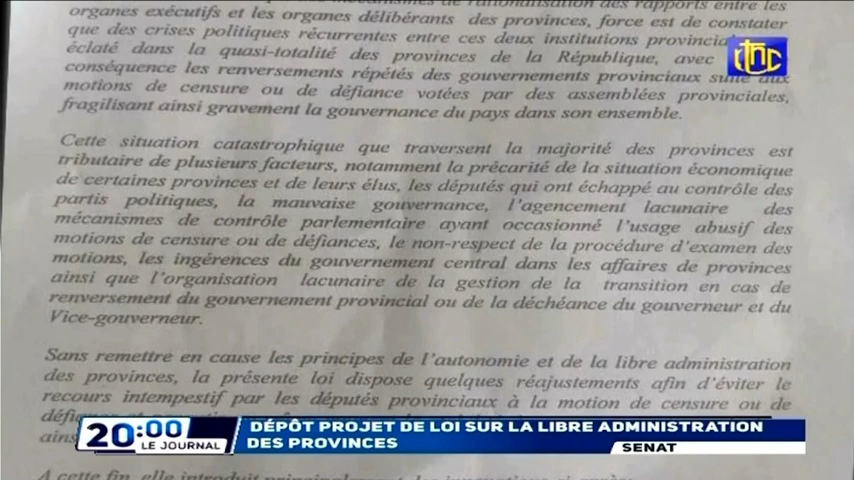 organes exécutifs et les organes délibérants des provinces, force est de constater
que des crises politiques récurrentes entre ces deux institutions
éclaté dans la quasi-totalité des provinces de la République, avec
conséquence les renversements répétés des gouvernements provinciaux suite aux
motions de censure ou de défiance votées par des assemblées provinciales,
fragilisant ainsi gravement la gouvernance du pays dans son ensemble.
Cette situation catastrophique que traversent la majorité des provinces est
tributaire de plusieurs facteurs, notamment la précarité de la situation économique
de certaines provinces et de leurs élus, les députés qui ont échappé au contrôle des
partis politiques, la mauvaise gouvernance, l'agencement lacunaire des
mécanismes de contrôle parlementaire ayant occasionné l'usage abusif des
motions de censure ou de défiances, le non-respect de la procédure d'examen des
motions, les ingérences du gouvernement central dans les affaires de provinces
ainsi que l'organisation lacunaire de la gestion de la transition en cas de
renversement du gouvernement provincial ou de la déchéance du gouverneur et du
Vice-gouverneur.
Sans remettre en cause les principes de l'autonomie et de la libre administration
des provinces, la présente loi dispose quelques réajustements afin d'éviter le
recours intempestif par les députés provinciaux à la motion de censure ou de
20:00
LE JOURNAL
DÉPÔT PROJET DE LOI SUR LA LIBRE ADMINISTRATION
DES PROVINCES
SENAT